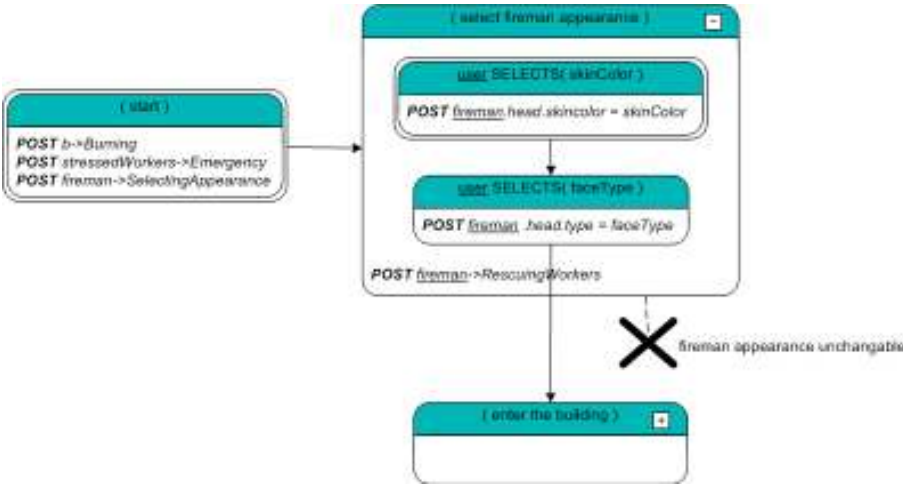 ( select fireman appearance )
-
user SELECTS( skinColor )
POST fireman.head.skincolor = skinColor
( start )
POST b->Burning
POST stressedWorkers->Emergency
POST fireman->SelectingAppearance
user SELECTS( faceType )
POST fireman .head.type = faceType
POST fireman->RescuingWorkers
fireman appearance unchangable
( enter the building )
+